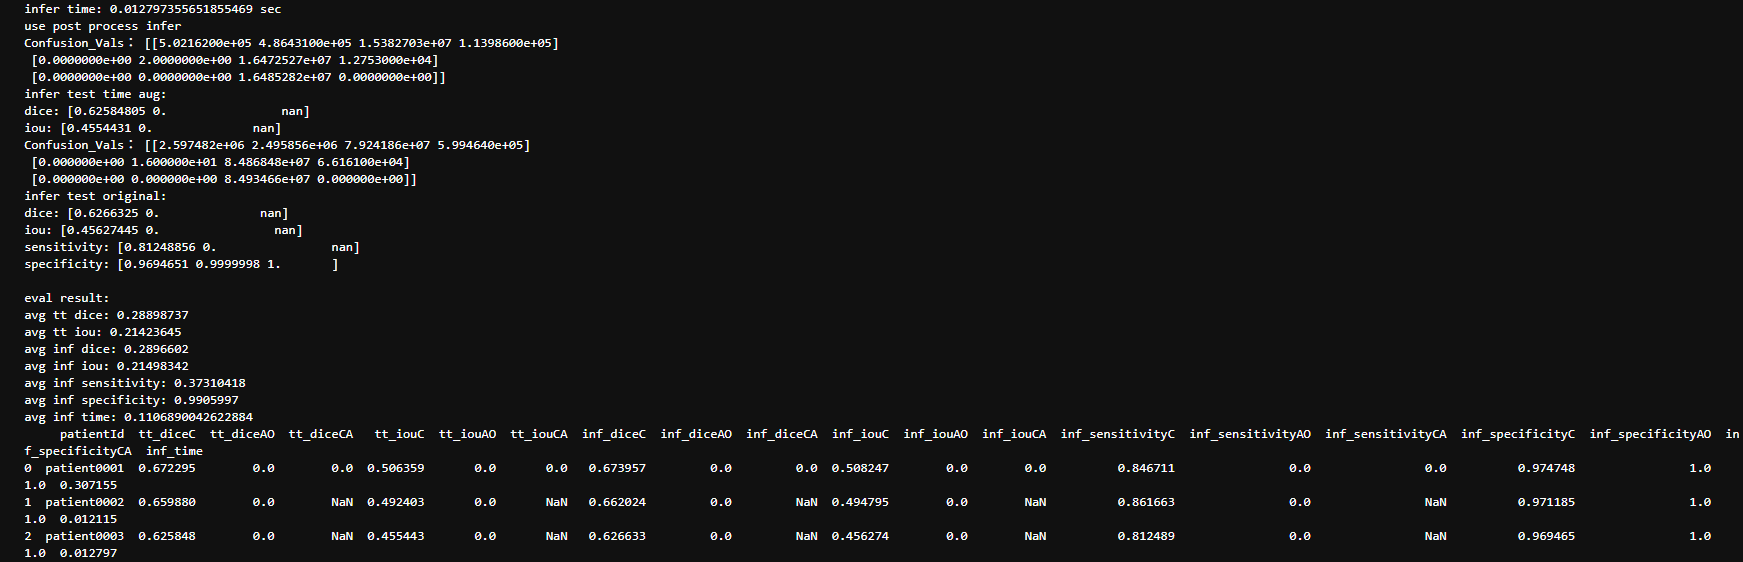 infer time: 0.012797355651855469 sec
use post process infer
Confusion_Vals： [[5.0216200e+05 4.8643100e+05 1.5382703e+07 1.1398600e+05]
[0.0000000e+00 2.0000000e+00 1.6472527e+07 1.2753000e+04]
[0.0000000e+00 0.0000000e+00 1.6485282e+07 0.0000000e+00]]
infer test time aug:
dice: [0.62584805 0. nan]
iou: [0.4554431 0. nan]
Confusion_Vals： [[2.597482e+06 2.495856e+06 7.924186e+07 5.994640e+05]
[0.000000e+00 1.600000e+01 8.486848e+07 6.616100e+04]
[0.000000e+00 0.000000e+00 8.493466e+07 0.000000e+00]]
infer test original:
dice: [0.6266325 0. nan]
iou: [0.45627445 0. nan]
sensitivity: [0.81248856 0. nan]
specificity: [0.9694651 0.9999998 1. ]
eval result:
avg tt dice: 0.28898737
avg tt iou: 0.21423645
avg inf dice: 0.2896602
avg inf iou: 0.21498342
avg inf sensitivity: 0.37310418
avg inf specificity: 0.9905997
avg inf time: 0.1106890042622884
patientId tt_diceC tt_diceAO tt_diceCA tt_iouC tt_iouAO tt_iouCA inf_diceC inf_diceAO inf_diceCA inf_iouC inf_iouAO inf_iouCA inf_sensitivityC inf_sensitivityAO inf_sensitivityCA inf_specificityC inf_specificityAO in
f_specificityCA inf_time
0 patient0001 0.672295 0.0 0.0 0.506359 0.0 0.0 0.673957 0.0 0.0 0.508247 0.0 0.0 0.846711 0.0 0.0 0.974748 1.0
1.0 0.307155
1 patient0002 0.659880 0.0 NaN 0.492403 0.0 NaN 0.662024 0.0 NaN 0.494795 0.0 NaN 0.861663 0.0 NaN 0.971185 1.0
1.0 0.012115
2 patient0003 0.625848 0.0 NaN 0.455443 0.0 NaN 0.626633 0.0 NaN 0.456274 0.0 NaN 0.812489 0.0 NaN 0.969465 1.0
1.0 0.012797